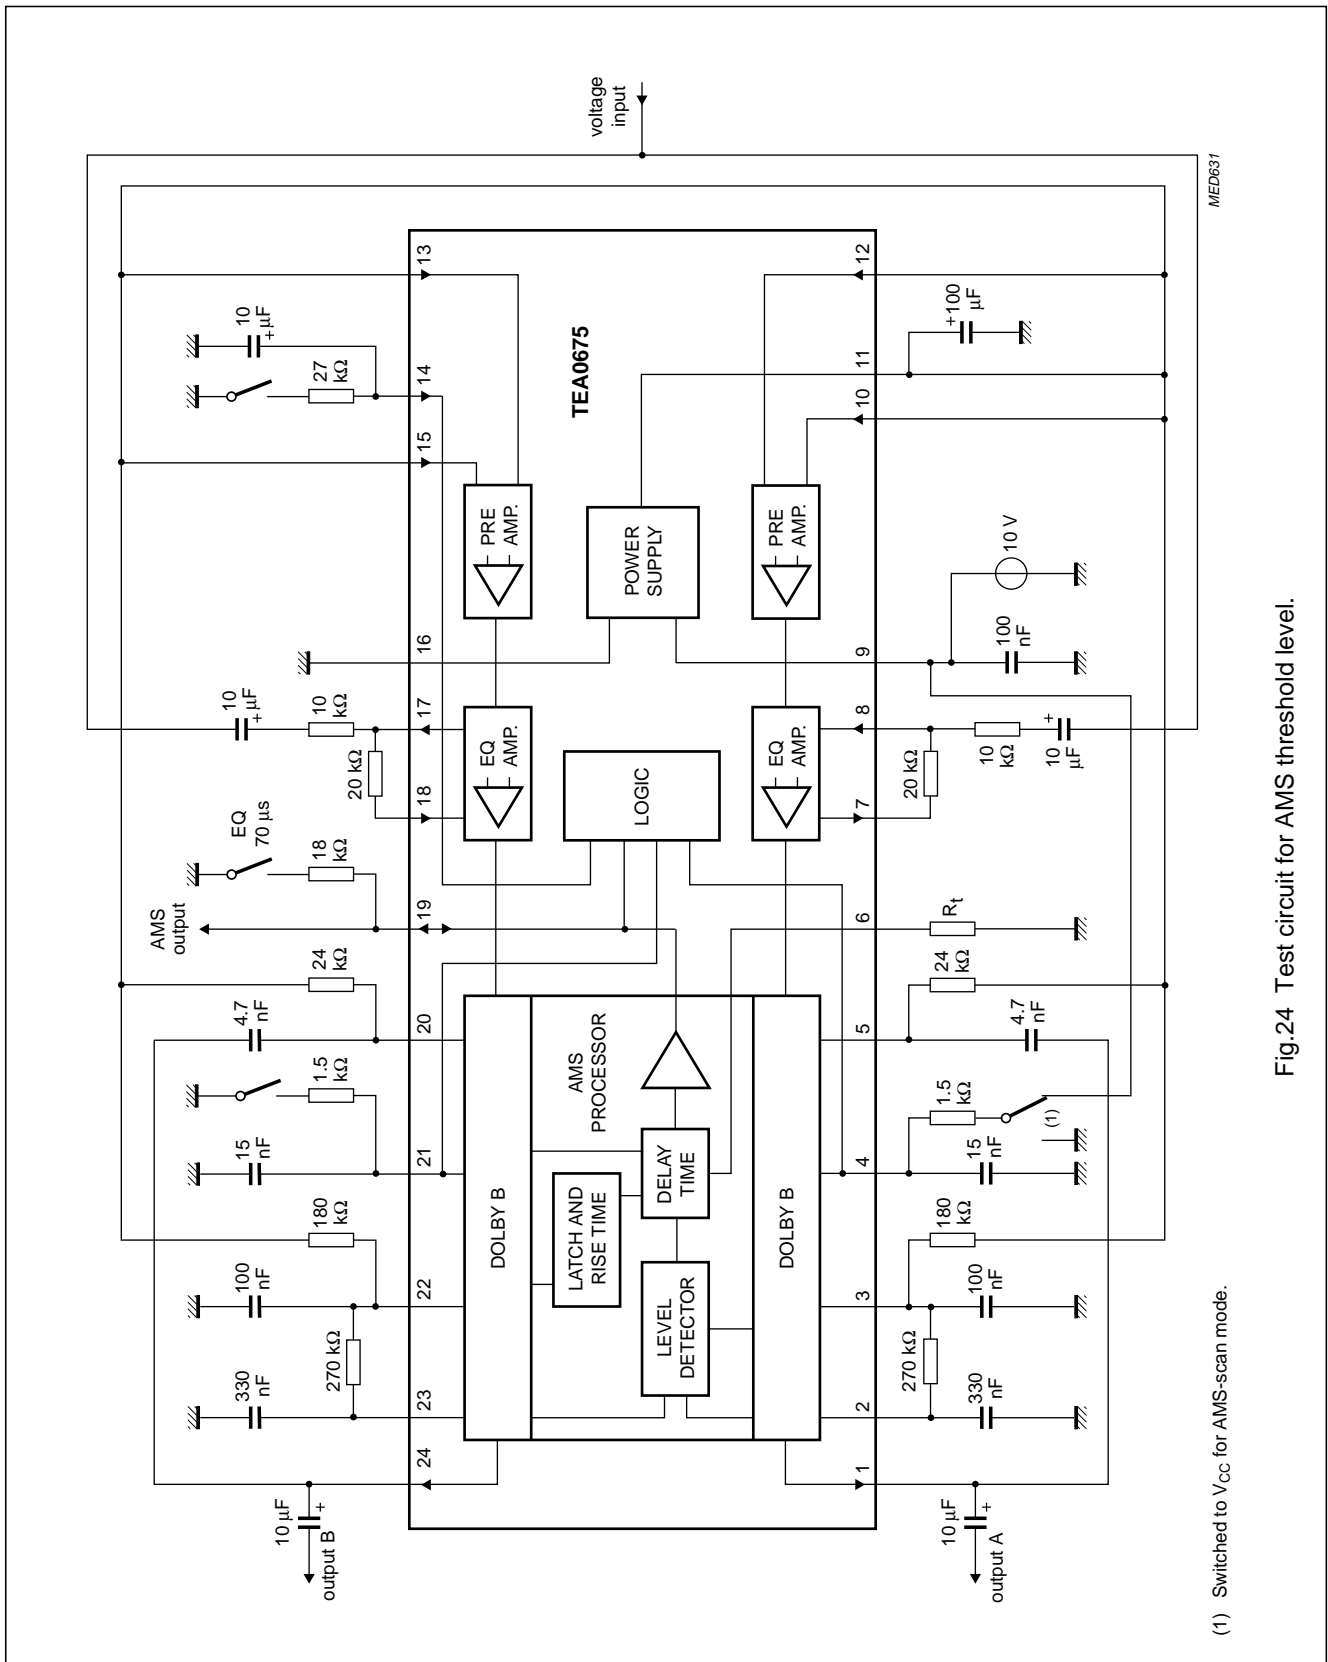 voltage
input
MED631
TEA0675
13
14
15
16
17
18
19
20
21
22
23
24
12
11
10
9
8
7
6
5
4
3
2
1
10
µF
+
27
kΩ
10
µF
+
10
kΩ
20 kΩ
EQ
70 µs
18
kΩ
AMS
output
24
kΩ
4.7
nF
1.5
kΩ
15
nF
180
kΩ
100
nF
270 kΩ
330
nF
10 µF
+
output B
PRE
AMP.
EQ
AMP.
POWER
SUPPLY
PRE
AMP.
EQ
AMP.
LOGIC
AMS
PROCESSOR
DOLBY B
LATCH AND
RISE TIME
DELAY
TIME
LEVEL
DETECTOR
DOLBY B
+100
µF
10 V
100
nF
10
kΩ
+
10
µF
20 kΩ
Rt
24
kΩ
4.7
nF
1.5
kΩ
(1)
15
nF
180
kΩ
100
nF
270 kΩ
330
nF
10 µF
+
output A
(1) Switched to VCC for AMS-scan mode.
Fig.24 Test circuit for AMS threshold level.